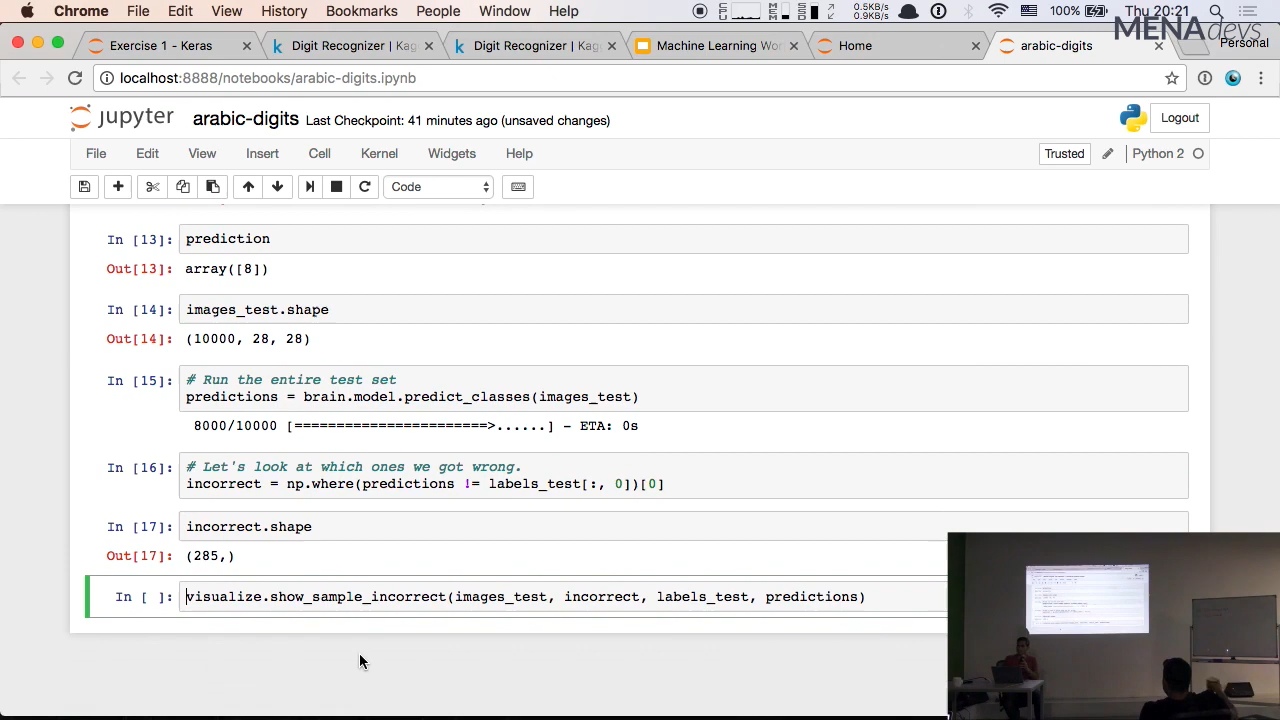 Chrome File Edit View History Bookmarks People Window Help
0.5KB/s
0.9KB/s
100%
Thu 20:21
MENAdevs
Exercise 1 - Keras
Digit Recognizer | Kag
Digit Recognizer | Kag
Machine Learning Wor
Home
arabic-digits
Personal
localhost:8888/notebooks/arabic-digits.ipynb
jupyter arabic-digits Last Checkpoint: 41 minutes ago (unsaved changes)
Logout
File Edit View Insert Cell Kernel Widgets Help
Trusted
Python 2
Code
In [13]: prediction
Out[13]: array([8])
In [14]: images_test.shape
Out[14]: (10000, 28, 28)
In [15]: # Run the entire test set
predictions = brain.model.predict_classes(images_test)
8000/10000 [=======================>......] - ETA: 0s
In [16]: # Let's look at which ones we got wrong.
incorrect = np.where(predictions != labels_test[:, 0])[0]
In [17]: incorrect.shape
Out[17]: (285,)
In [ ]: visualize.show_sample_incorrect(images_test, incorrect, labels_test, predictions)